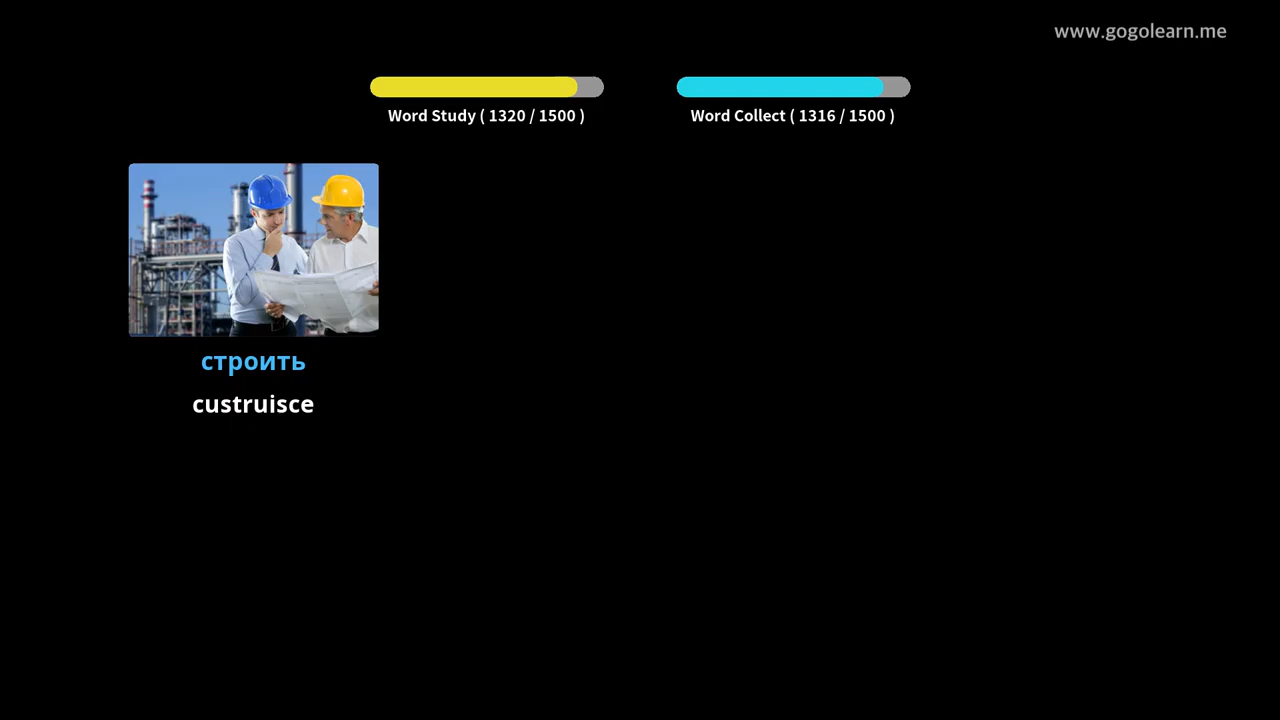 www.gogolearn.me
Word Study ( 1320 / 1500 )
Word Collect ( 1316 / 1500 )
строить
custruisce